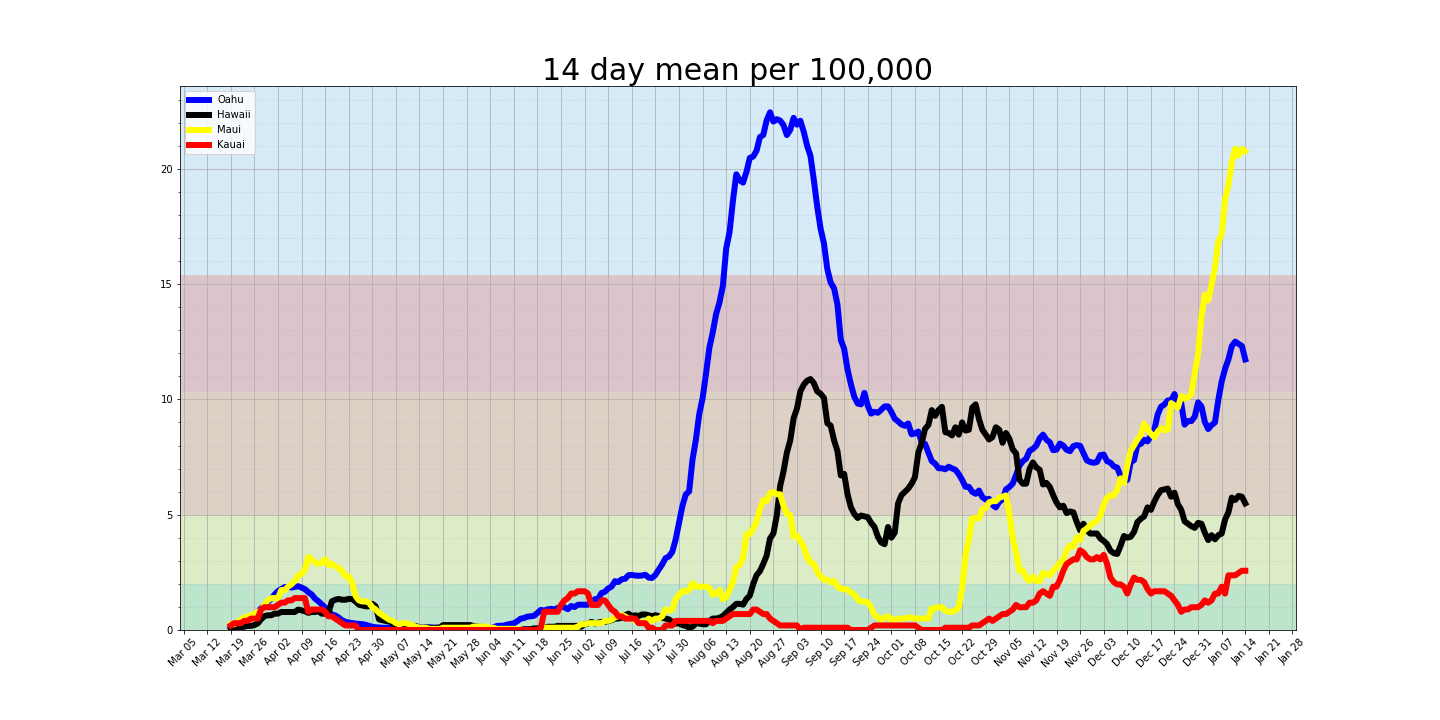 14 day mean per 100,000
Oahu
Hawaii
Maui
Kauai
20
15
10
5
0
Mar 05 Mar 12 Mar 19 Mar 26 Apr 02 Apr 09 Apr 16 Apr 23 Apr 30 May 07 May 14 May 21 May 28 Jun 04 Jun 11 Jun 18 Jun 25 Jul 02 Jul 09 Jul 16 Jul 23 Jul 30 Aug 06 Aug 13 Aug 20 Aug 27 Sep 03 Sep 10 Sep 17 Sep 24 Oct 01 Oct 08 Oct 15 Oct 22 Oct 29 Nov 05 Nov 12 Nov 19 Nov 26 Dec 03 Dec 10 Dec 17 Dec 24 Dec 31 Jan 07 Jan 14 Jan 21 Jan 28